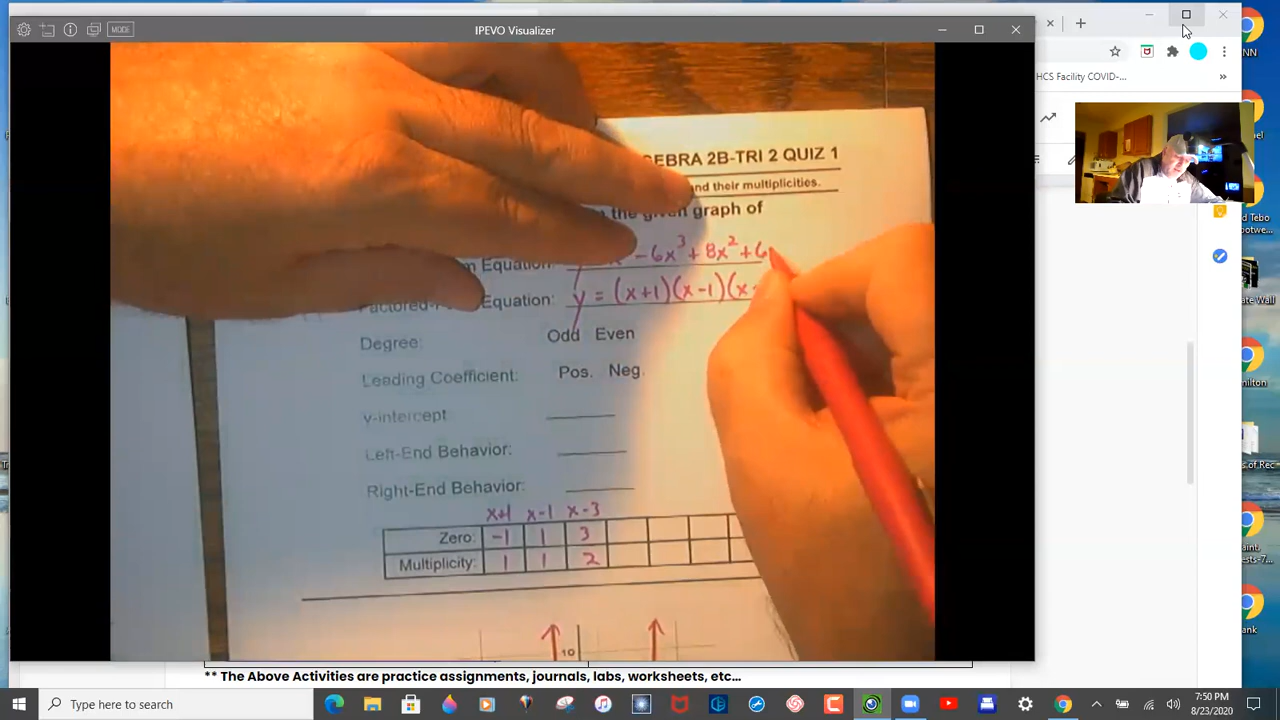 IPEVO Visualizer
MODE
HCS Facility COVID-...
»
EBRA 2B-TRI 2 QUIZ 1
and their multiplicities.
the given graph of
Equation:
- 6x³ + 8x² + 6
Equation:
y = (x+1)(x-1)(x-
Degree:
Odd Even
Leading Coefficient:
Pos. Neg.
y-intercept
Left-End Behavior:
Right-End Behavior:
x+1 x-1 x-3
Zero: -1 1 3
Multiplicity: 1 1 2
10
** The Above Activities are practice assignments, journals, labs, worksheets, etc...
Type here to search
7:50 PM
8/23/2020